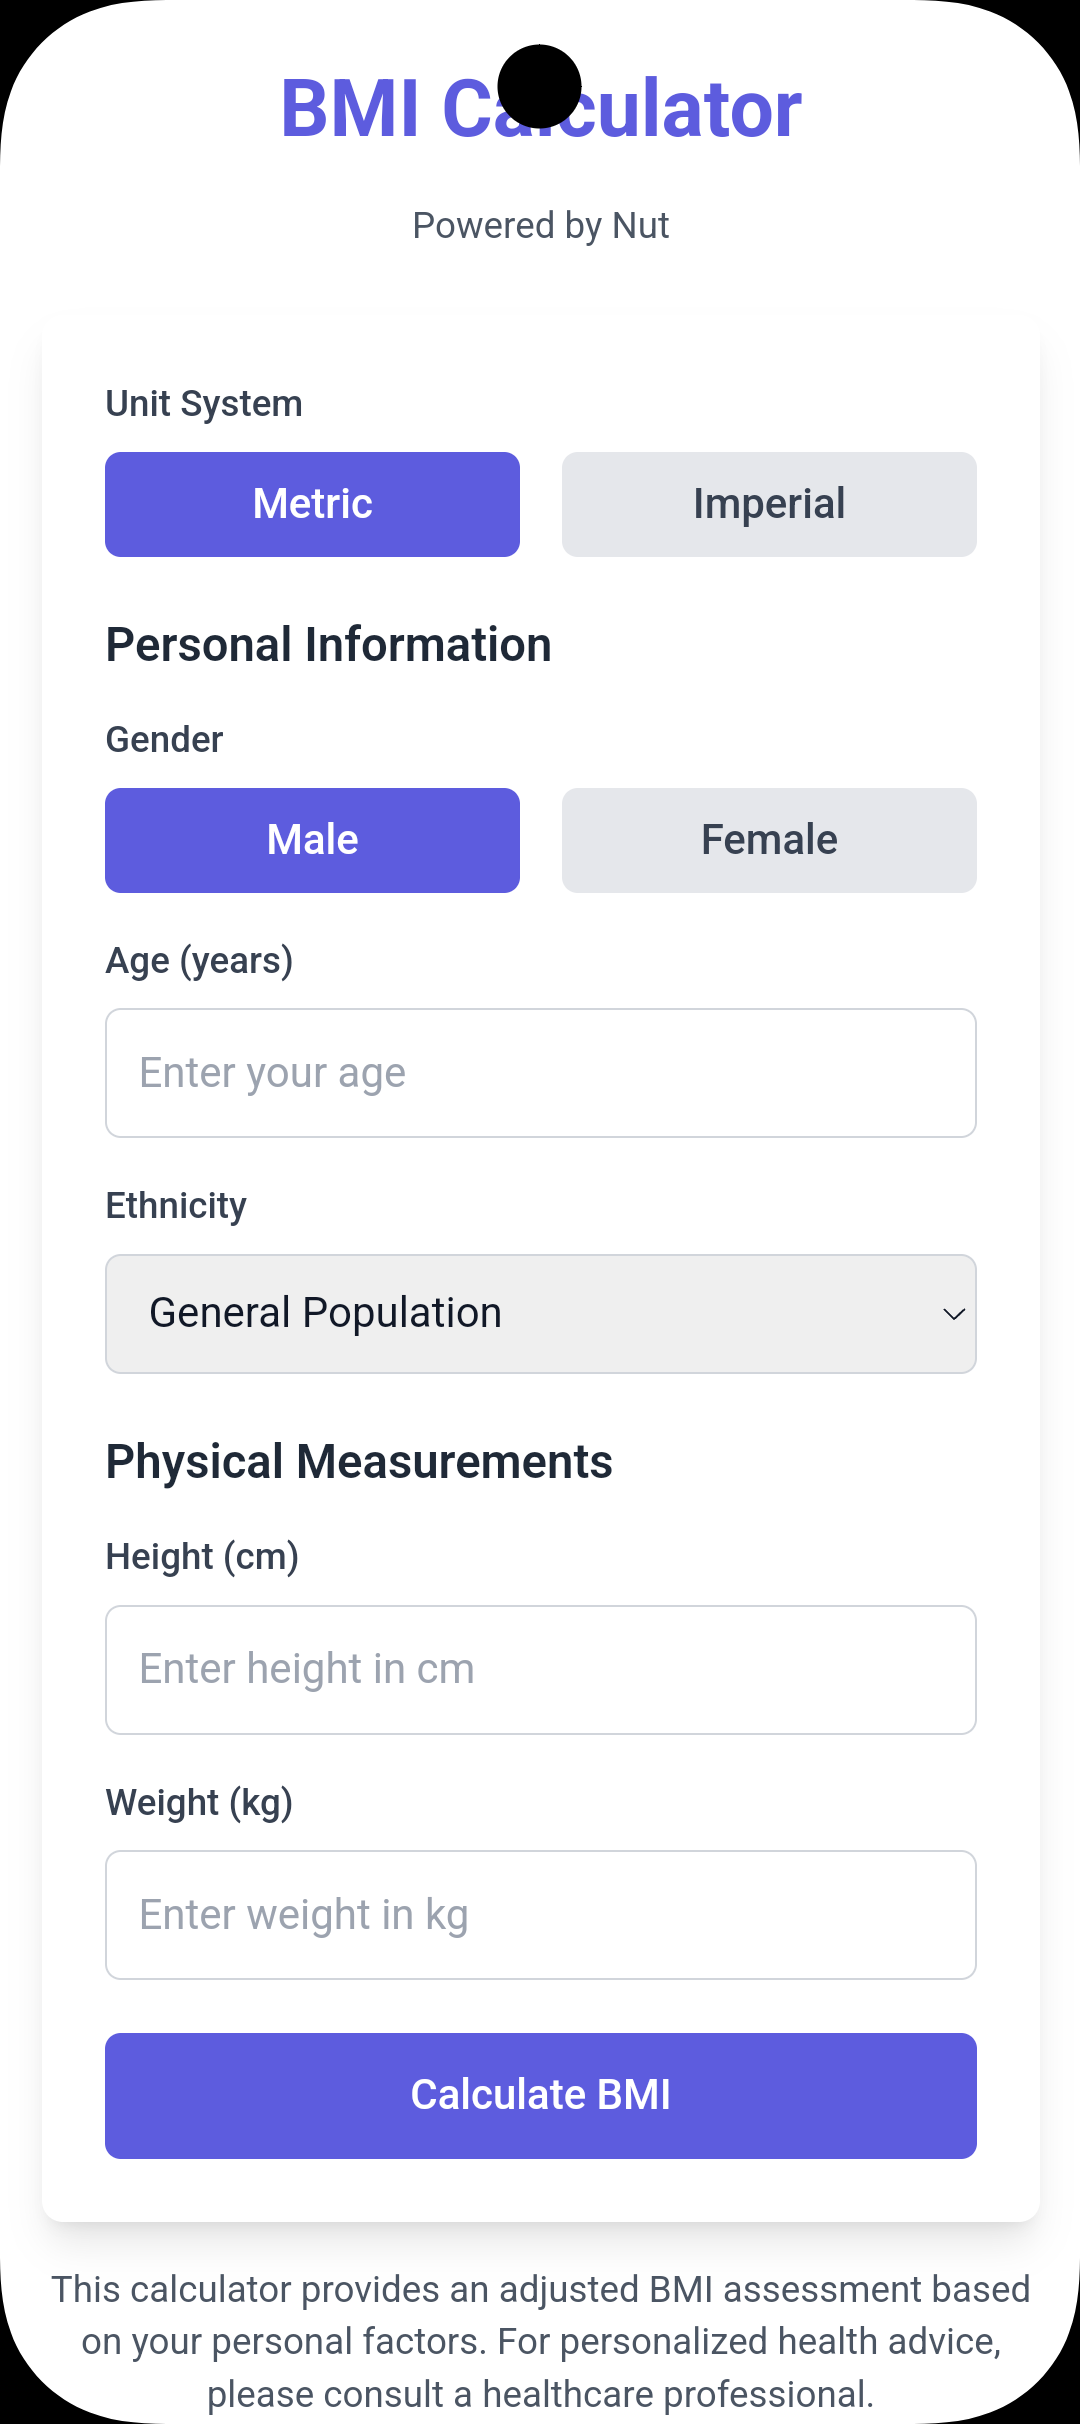 BMI Calculator
Powered by Nut
Unit System
Metric
Imperial
Personal Information
Gender
Male
Female
Age (years)
Enter your age
Ethnicity
General Population
Physical Measurements
Height (cm)
Enter height in cm
Weight (kg)
Enter weight in kg
Calculate BMI
This calculator provides an adjusted BMI assessment based
on your personal factors. For personalized health advice,
please consult a healthcare professional.